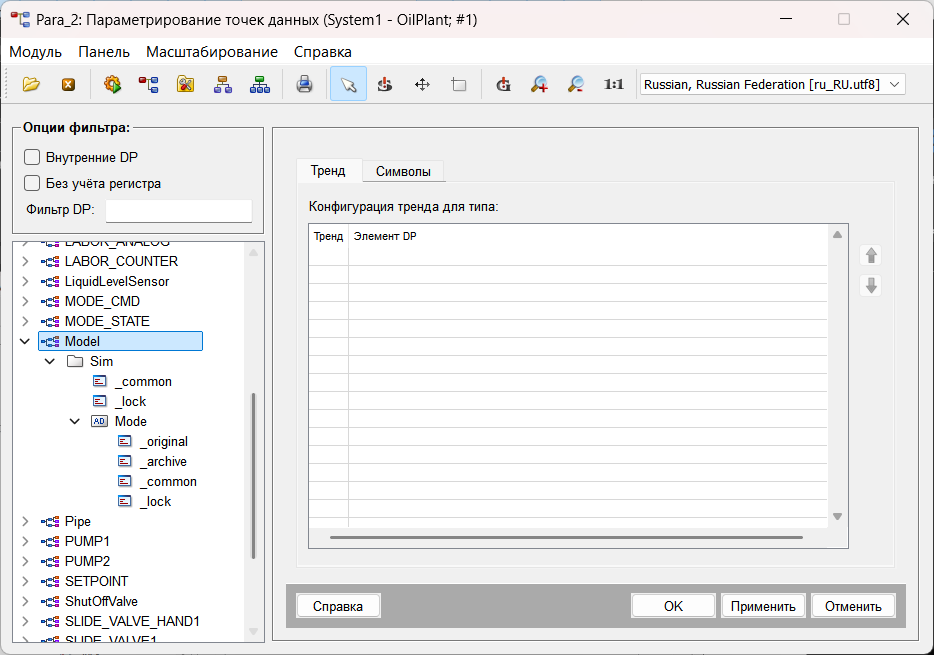 Para_2: Параметрирование точек данных (System1 - OilPlant; #1)
Модуль Панель Масштабирование Справка
1:1 Russian, Russian Federation [ru_RU.utf8]
Опции фильтра:
Внутренние DP
Без учёта регистра
Фильтр DP:
LABOR_ANALOG
LABOR_COUNTER
LiquidLevelSensor
MODE_CMD
MODE_STATE
Model
Sim
_common
_lock
AD Mode
_original
_archive
_common
_lock
Pipe
PUMP1
PUMP2
SETPOINT
ShutOffValve
SLIDE_VALVE_HAND1
SLIDE_VALVE1
Тренд Символы
Конфигурация тренда для типа:
Тренд Элемент DP
Справка OK Применить Отменить